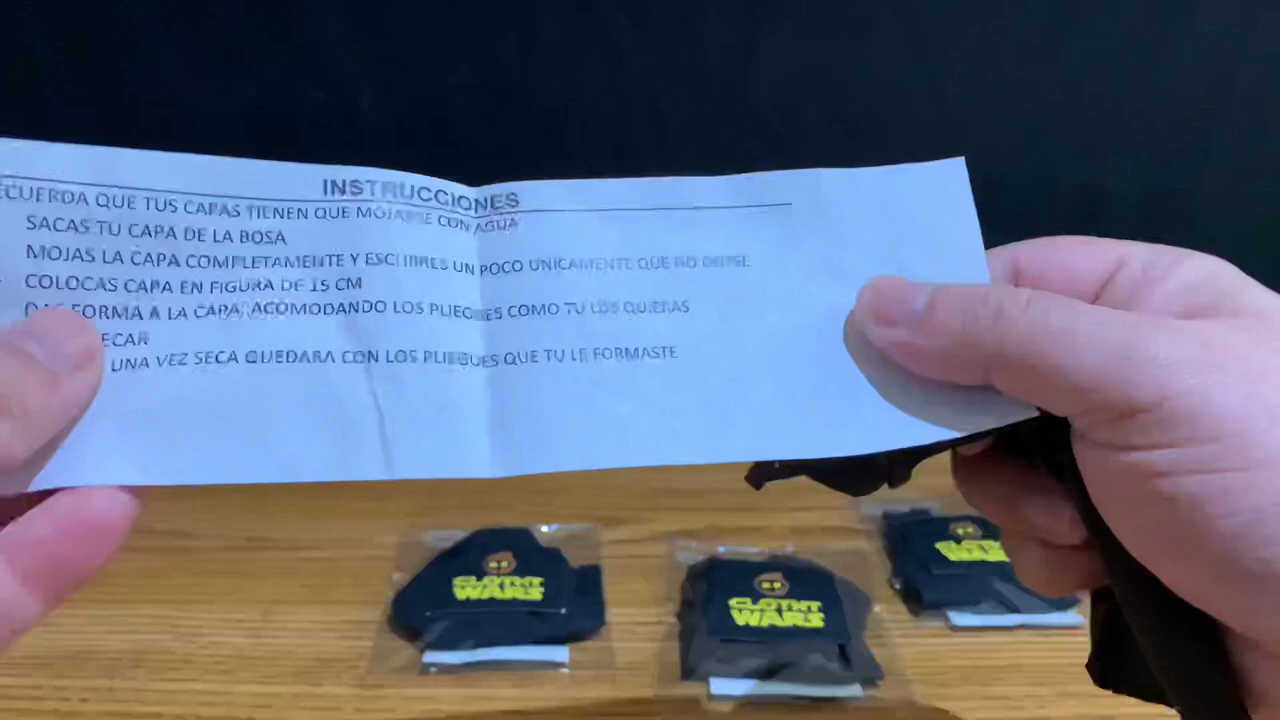 INSTRUCCIONES
ECUERDA QUE TUS CAPAS TIENEN QUE MOJARSE CON AGUA
SACAS TU CAPA DE LA BOSA
MOJAS LA CAPA COMPLETAMENTE Y ESCURRES UN POCO UNICAMENTE QUE NO GOTEE
COLOCAS CAPA EN FIGURA DE 15 CM
DAS FORMA A LA CAPA, ACOMODANDO LOS PLIEGUES COMO TU LOS QUIERAS
ECAR
UNA VEZ SECA QUEDARA CON LOS PLIEGUES QUE TU LE FORMASTE
CLOTHT
WARS
CLOTHT
WARS
WARS